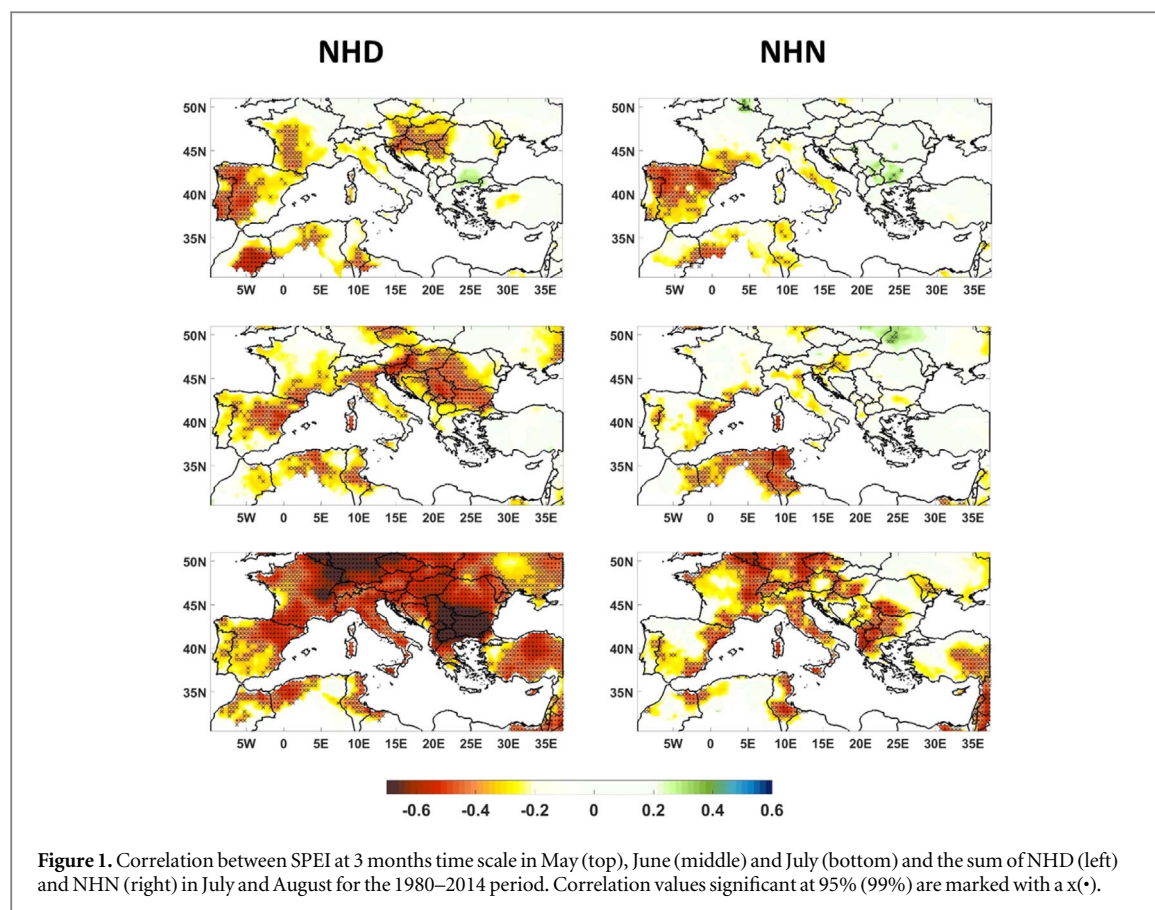 NHD NHN
50N
45N
40N
35N
5W 0 5E 10E 15E 20E 25E 30E 35E
50N
45N
40N
35N
5W 0 5E 10E 15E 20E 25E 30E 35E
50N
45N
40N
35N
5W 0 5E 10E 15E 20E 25E 30E 35E
50N
45N
40N
35N
5W 0 5E 10E 15E 20E 25E 30E 35E
50N
45N
40N
35N
5W 0 5E 10E 15E 20E 25E 30E 35E
50N
45N
40N
35N
5W 0 5E 10E 15E 20E 25E 30E 35E
-0.6 -0.4 -0.2 0 0.2 0.4 0.6
Figure 1. Correlation between SPEI at 3 months time scale in May (top), June (middle) and July (bottom) and the sum of NHD (left)
and NHN (right) in July and August for the 1980–2014 period. Correlation values significant at 95% (99%) are marked with a x(•).